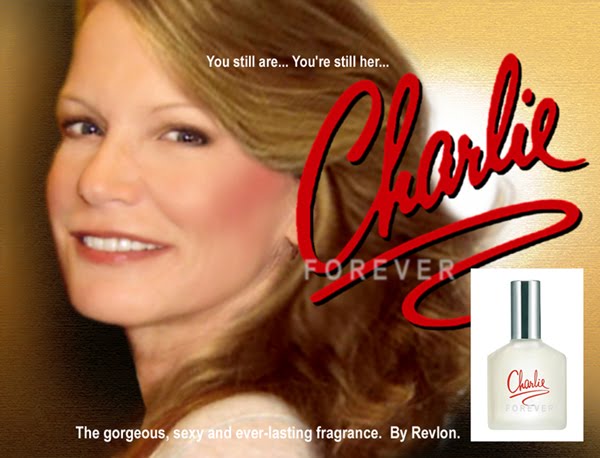 You still are... You're still her...
Charlie
FOREVER
Charlie
FOREVER
The gorgeous, sexy and ever-lasting fragrance.  By Revlon.